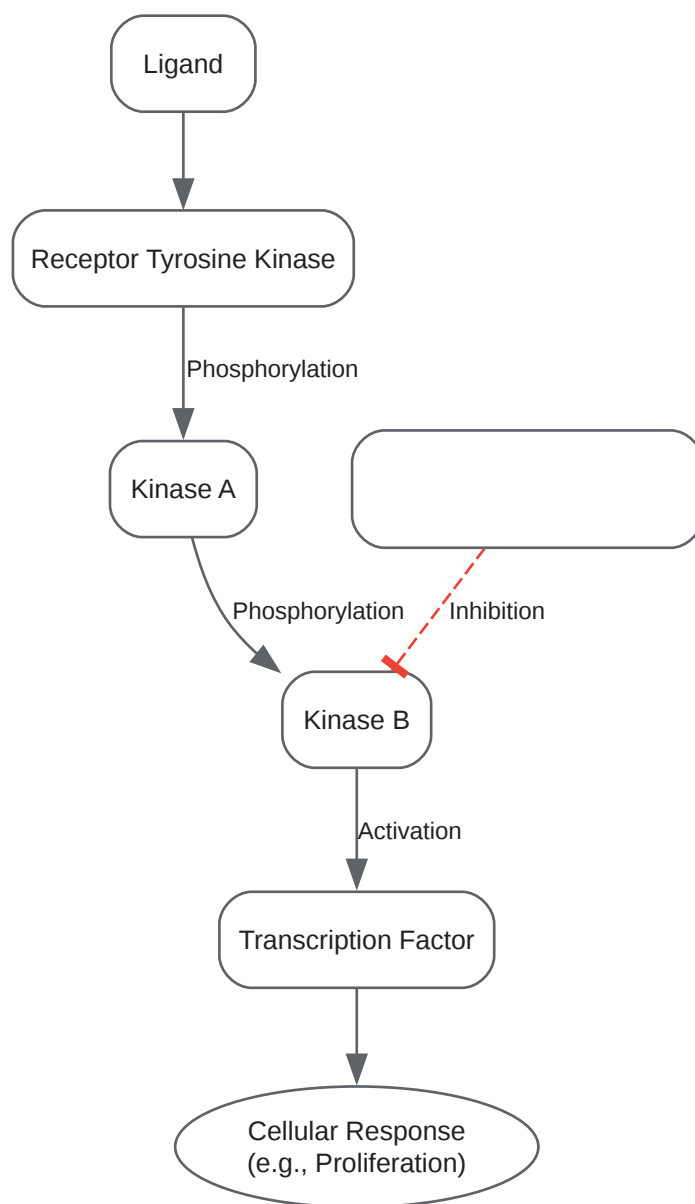 Ligand
Receptor Tyrosine Kinase
Phosphorylation
Kinase A
Phosphorylation
Inhibition
Kinase B
Activation
Transcription Factor
Cellular Response
(e.g., Proliferation)